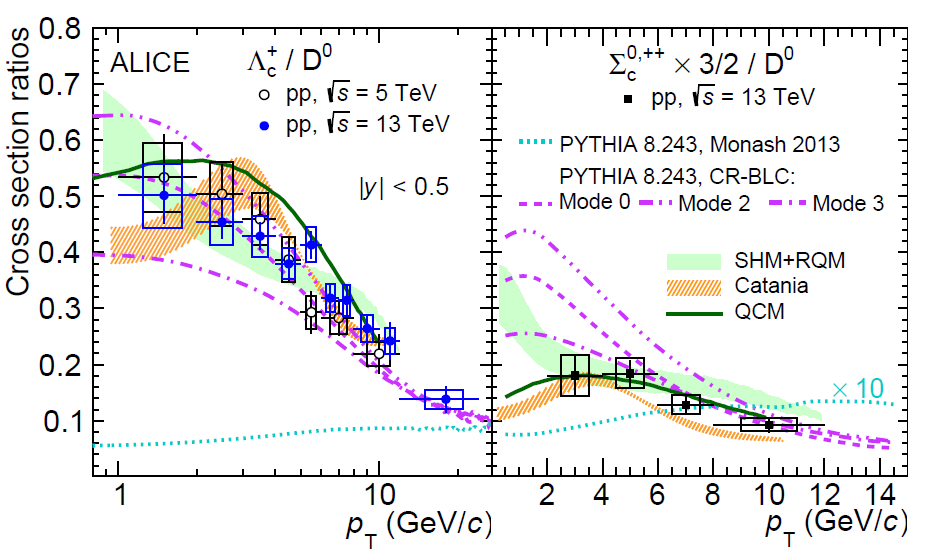 Cross section ratios
0.8
0.7
0.6
0.5
0.4
0.3
0.2
0.1
ALICE
Λc+ / D0
pp, √s = 5 TeV
pp, √s = 13 TeV
|y| < 0.5
1
10
pT (GeV/c)
Σc0,++ × 3/2 / D0
pp, √s = 13 TeV
PYTHIA 8.243, Monash 2013
PYTHIA 8.243, CR-BLC:
Mode 0 Mode 2 Mode 3
SHM+RQM
Catania
QCM
× 10
2 4 6 8 10 12 14
pT (GeV/c)